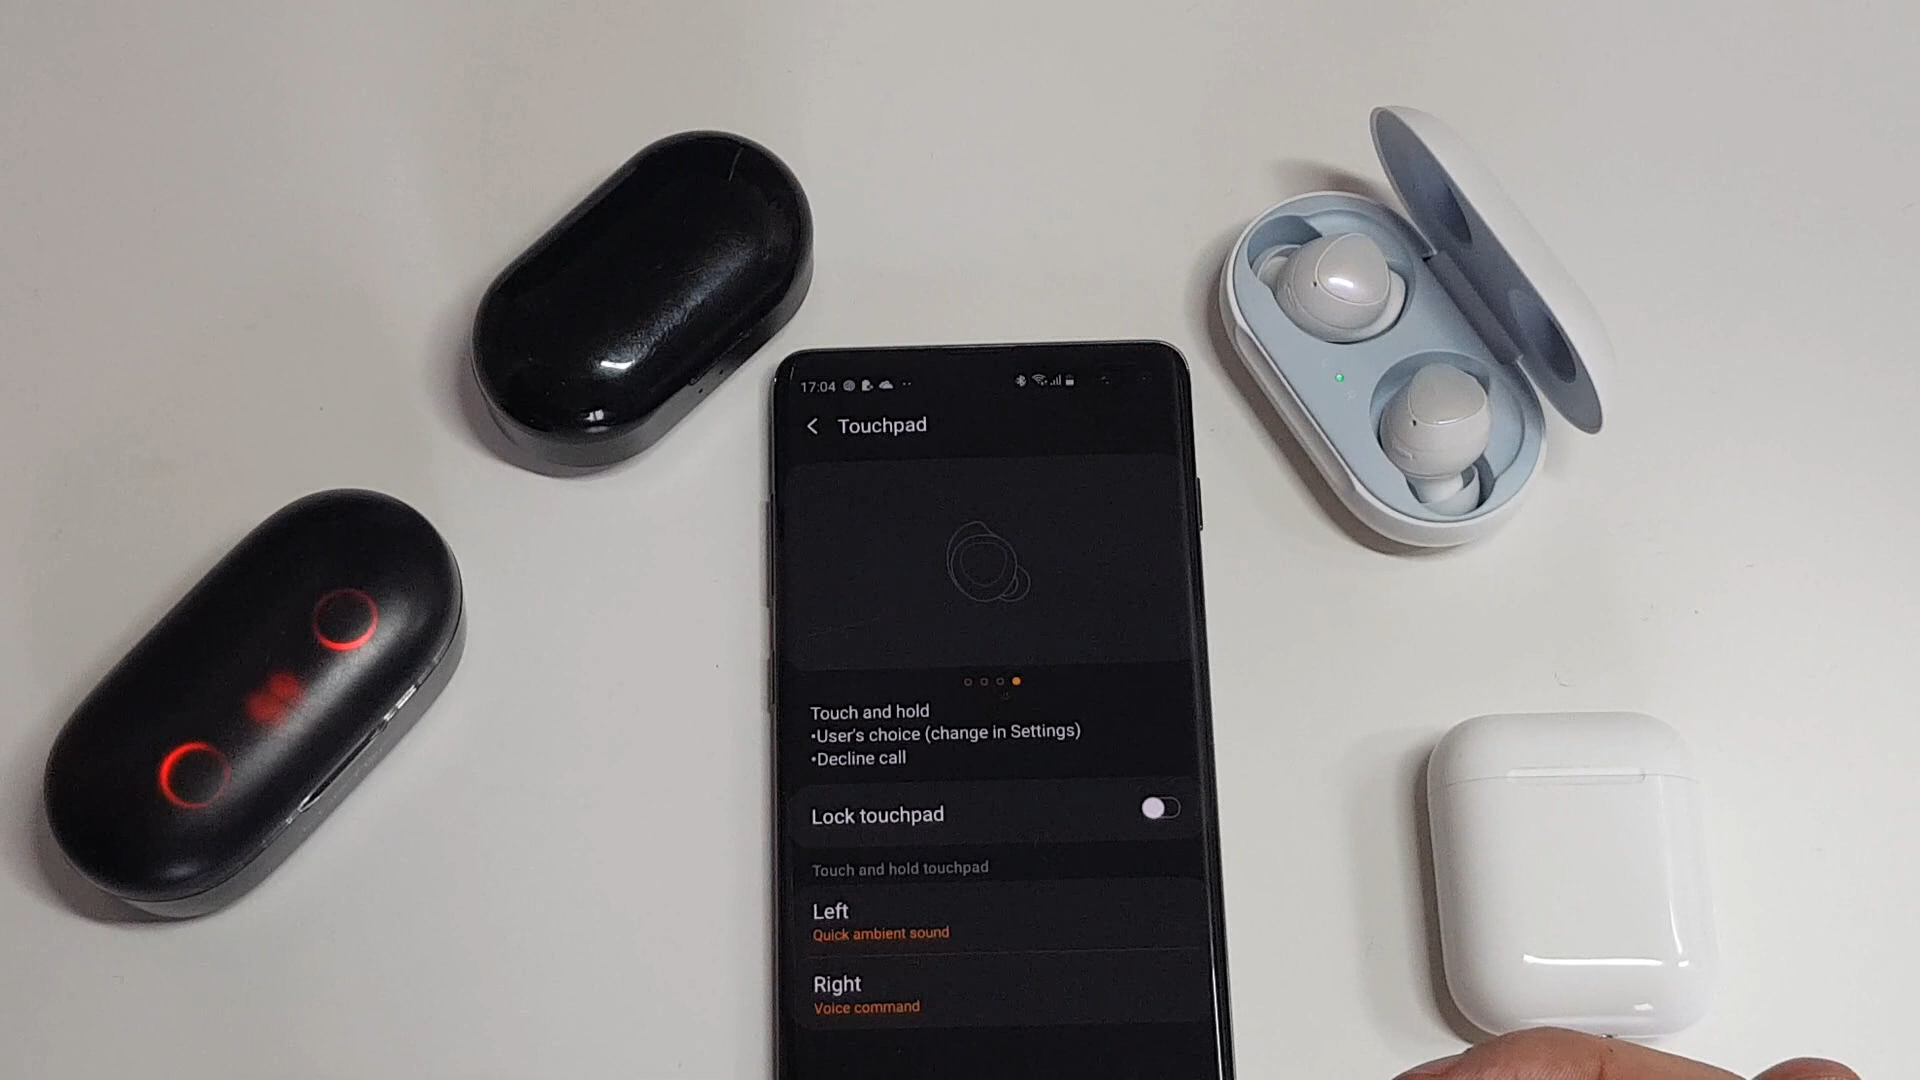 17:04
Touchpad
Touch and hold
•User's choice (change in Settings)
•Decline call
Lock touchpad
Touch and hold touchpad
Left
Quick ambient sound
Right
Voice command